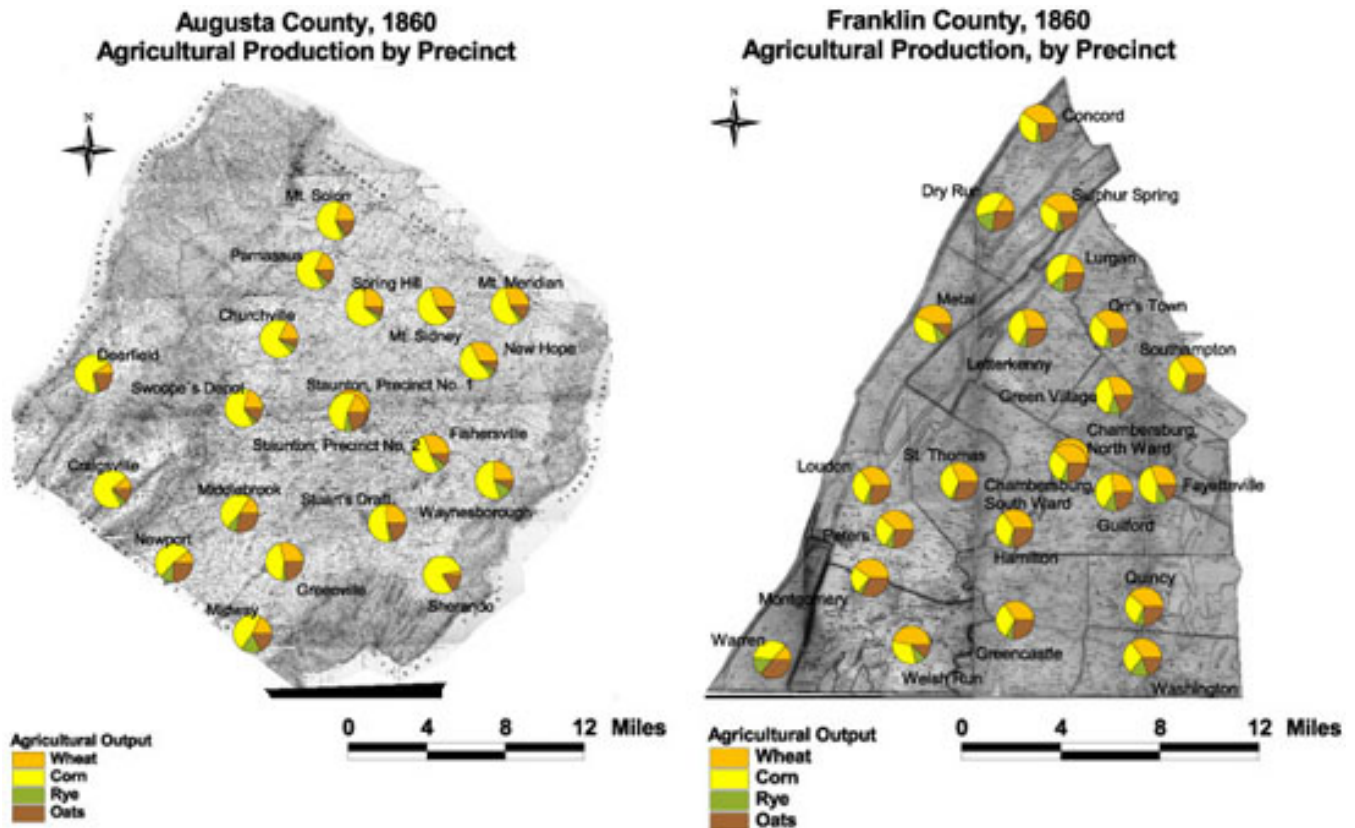 Augusta County, 1860
Agricultural Production by Precinct
N
Mt. Solon
Parnassus
Spring Hill
Mt. Meridian
Churchville
Mt. Sidney
New Hope
Deerfield
Swoope's Depot
Staunton, Precinct No. 1
Staunton, Precinct No. 2
Fishersville
Craigsville
Middlebrook
Stuart's Draft
Waynesborough
Newport
Greenville
Sherando
Midway
0 4 8 12 Miles
Agricultural Output
Wheat
Corn
Rye
Oats
Franklin County, 1860
Agricultural Production, by Precinct
N
Concord
Dry Run
Sulphur Spring
Lurgan
Metal
Orr's Town
Letterkenny
Southampton
Green Village
Chambersburg,
North Ward
St. Thomas
Loudon
Chambersburg,
South Ward
Fayetteville
Guilford
Peters
Hamilton
Montgomery
Quincy
Warren
Greencastle
Welsh Run
Washington
0 4 8 12 Miles
Agricultural Output
Wheat
Corn
Rye
Oats